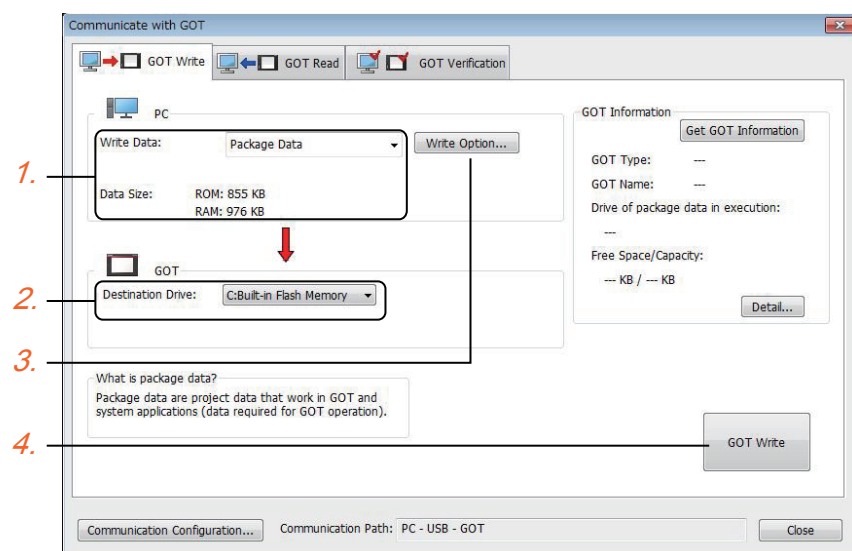 Communicate with GOT
GOT Write
GOT Read
GOT Verification
PC
Write Data:
Package Data
Write Option...
Data Size:
ROM: 855 KB
RAM: 976 KB
GOT
Destination Drive:
C:Built-in Flash Memory
What is package data?
Package data are project data that work in GOT and
system applications (data required for GOT operation).
GOT Information
Get GOT Information
GOT Type: ---
GOT Name: ---
Drive of package data in execution:
---
Free Space/Capacity:
--- KB / --- KB
Detail...
GOT Write
Communication Configuration...
Communication Path: PC - USB - GOT
Close
1.
2.
3.
4.